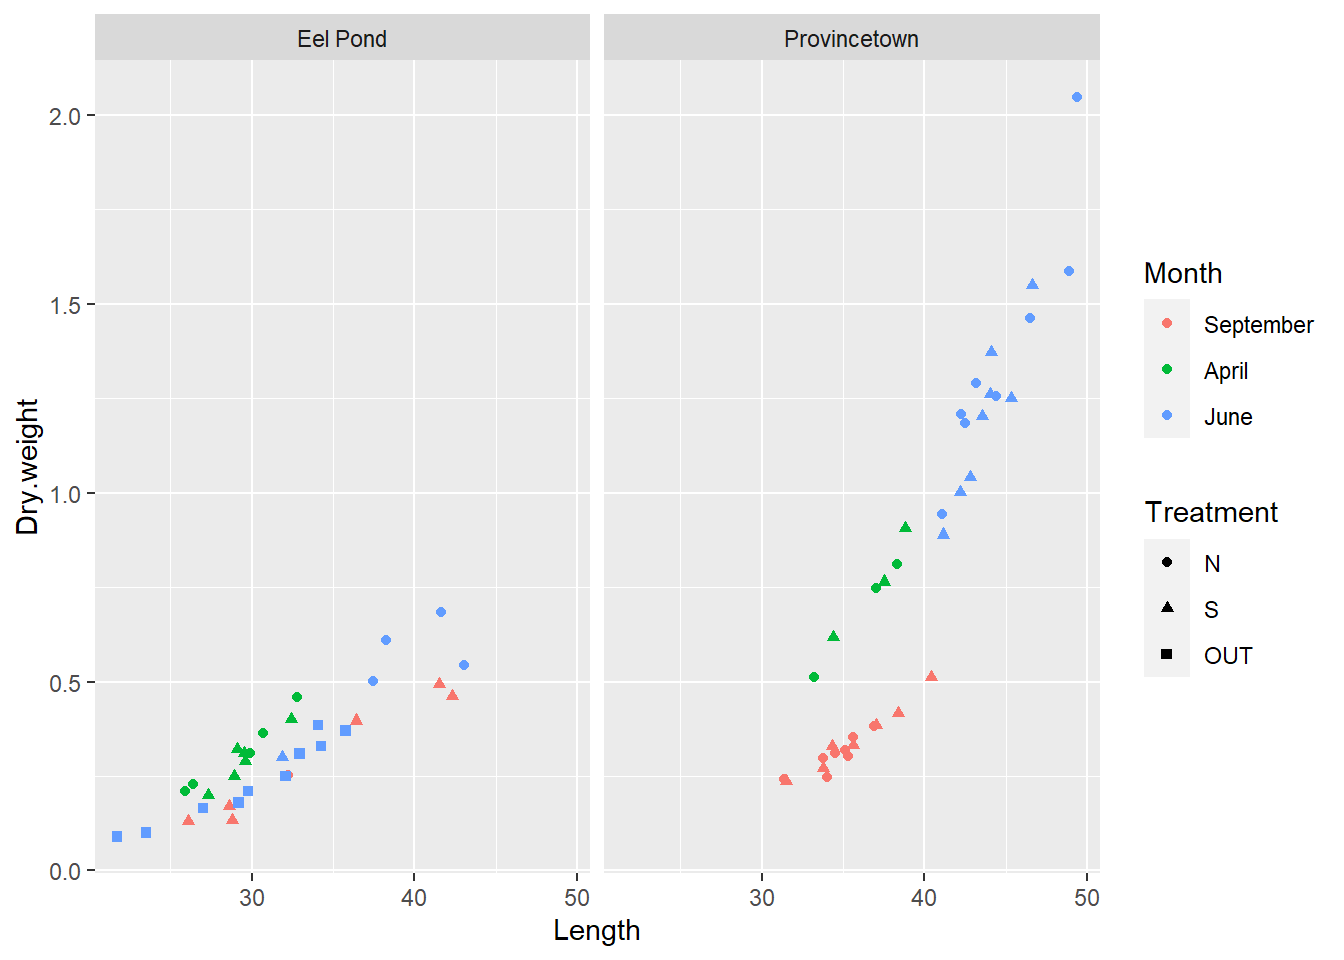 Eel Pond
Provincetown
2.0
1.5
1.0
0.5
0.0
Dry.weight
30
40
50
30
40
50
Length
Month
September
April
June
Treatment
N
S
OUT